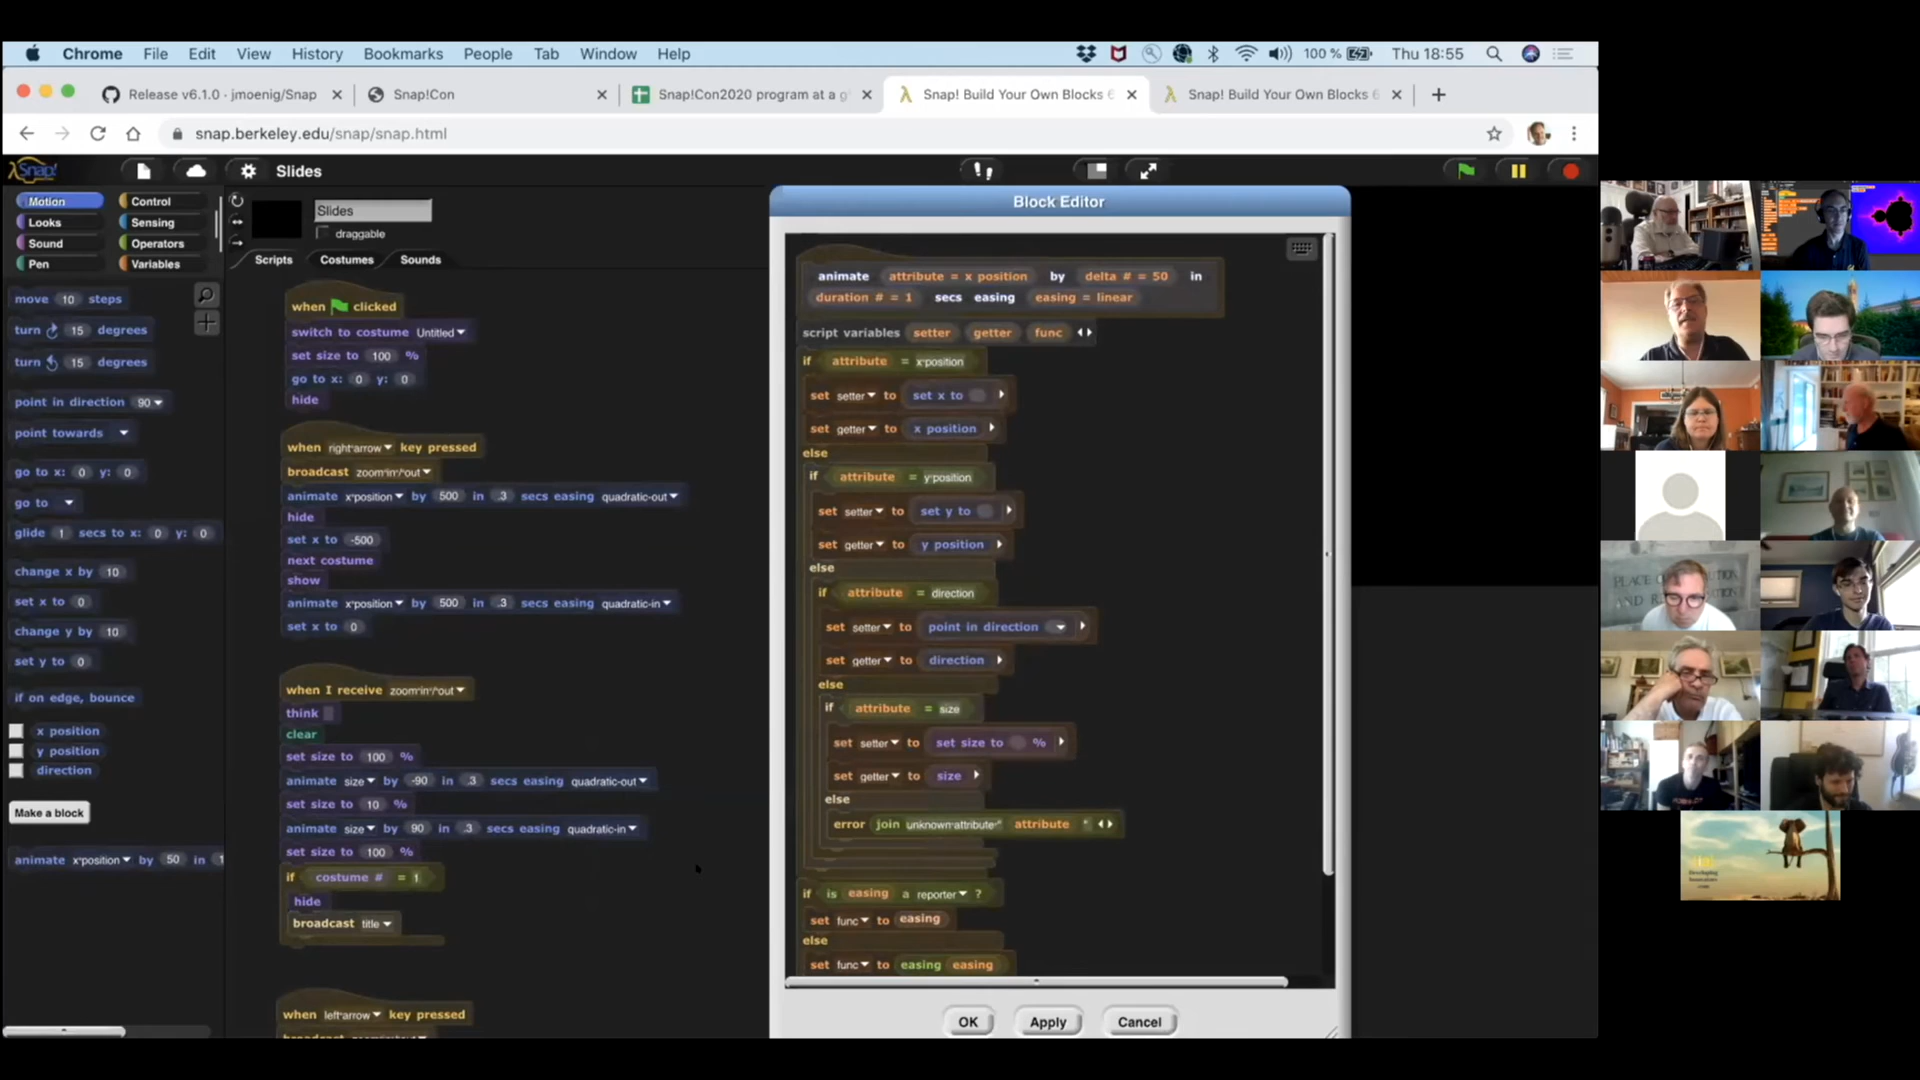 Chrome File Edit View History Bookmarks People Tab Window Help 100 % Thu 18:55
Release v6.1.0 · jmoenig/Snap Snap!Con Snap!Con2020 program at a g Snap! Build Your Own Blocks 6 Snap! Build Your Own Blocks 6
snap.berkeley.edu/snap/snap.html
Snap! Slides
Motion Control
Looks Sensing
Sound Operators
Pen Variables
move 10 steps
turn 15 degrees
turn 15 degrees
point in direction 90
point towards
go to x: 0 y: 0
go to
glide 1 secs to x: 0 y: 0
change x by 10
set x to 0
change y by 10
set y to 0
if on edge, bounce
x position
y position
direction
Make a block
animate x position by 50 in 1
Slides
draggable
Scripts Costumes Sounds
when clicked
switch to costume Untitled
set size to 100 %
go to x: 0 y: 0
hide
when right arrow key pressed
broadcast zoom in / out
animate x position by 500 in .3 secs easing quadratic-out
hide
set x to -500
next costume
show
animate x position by 500 in .3 secs easing quadratic-in
set x to 0
when I receive zoom in / out
think
clear
set size to 100 %
animate size by -90 in .3 secs easing quadratic-out
set size to 10 %
animate size by 90 in .3 secs easing quadratic-in
set size to 100 %
if costume # = 1
hide
broadcast title
when left arrow key pressed
Block Editor
animate attribute = x position by delta # = 50 in
duration # = 1 secs easing easing = linear
script variables setter getter func
if attribute = x position
set setter to set x to
set getter to x position
else
if attribute = y position
set setter to set y to
set getter to y position
else
if attribute = direction
set setter to point in direction
set getter to direction
else
if attribute = size
set setter to set size to %
set getter to size
else
error join unknown attribute " attribute "
if is easing a reporter ?
set func to easing
else
set func to easing easing
OK Apply Cancel